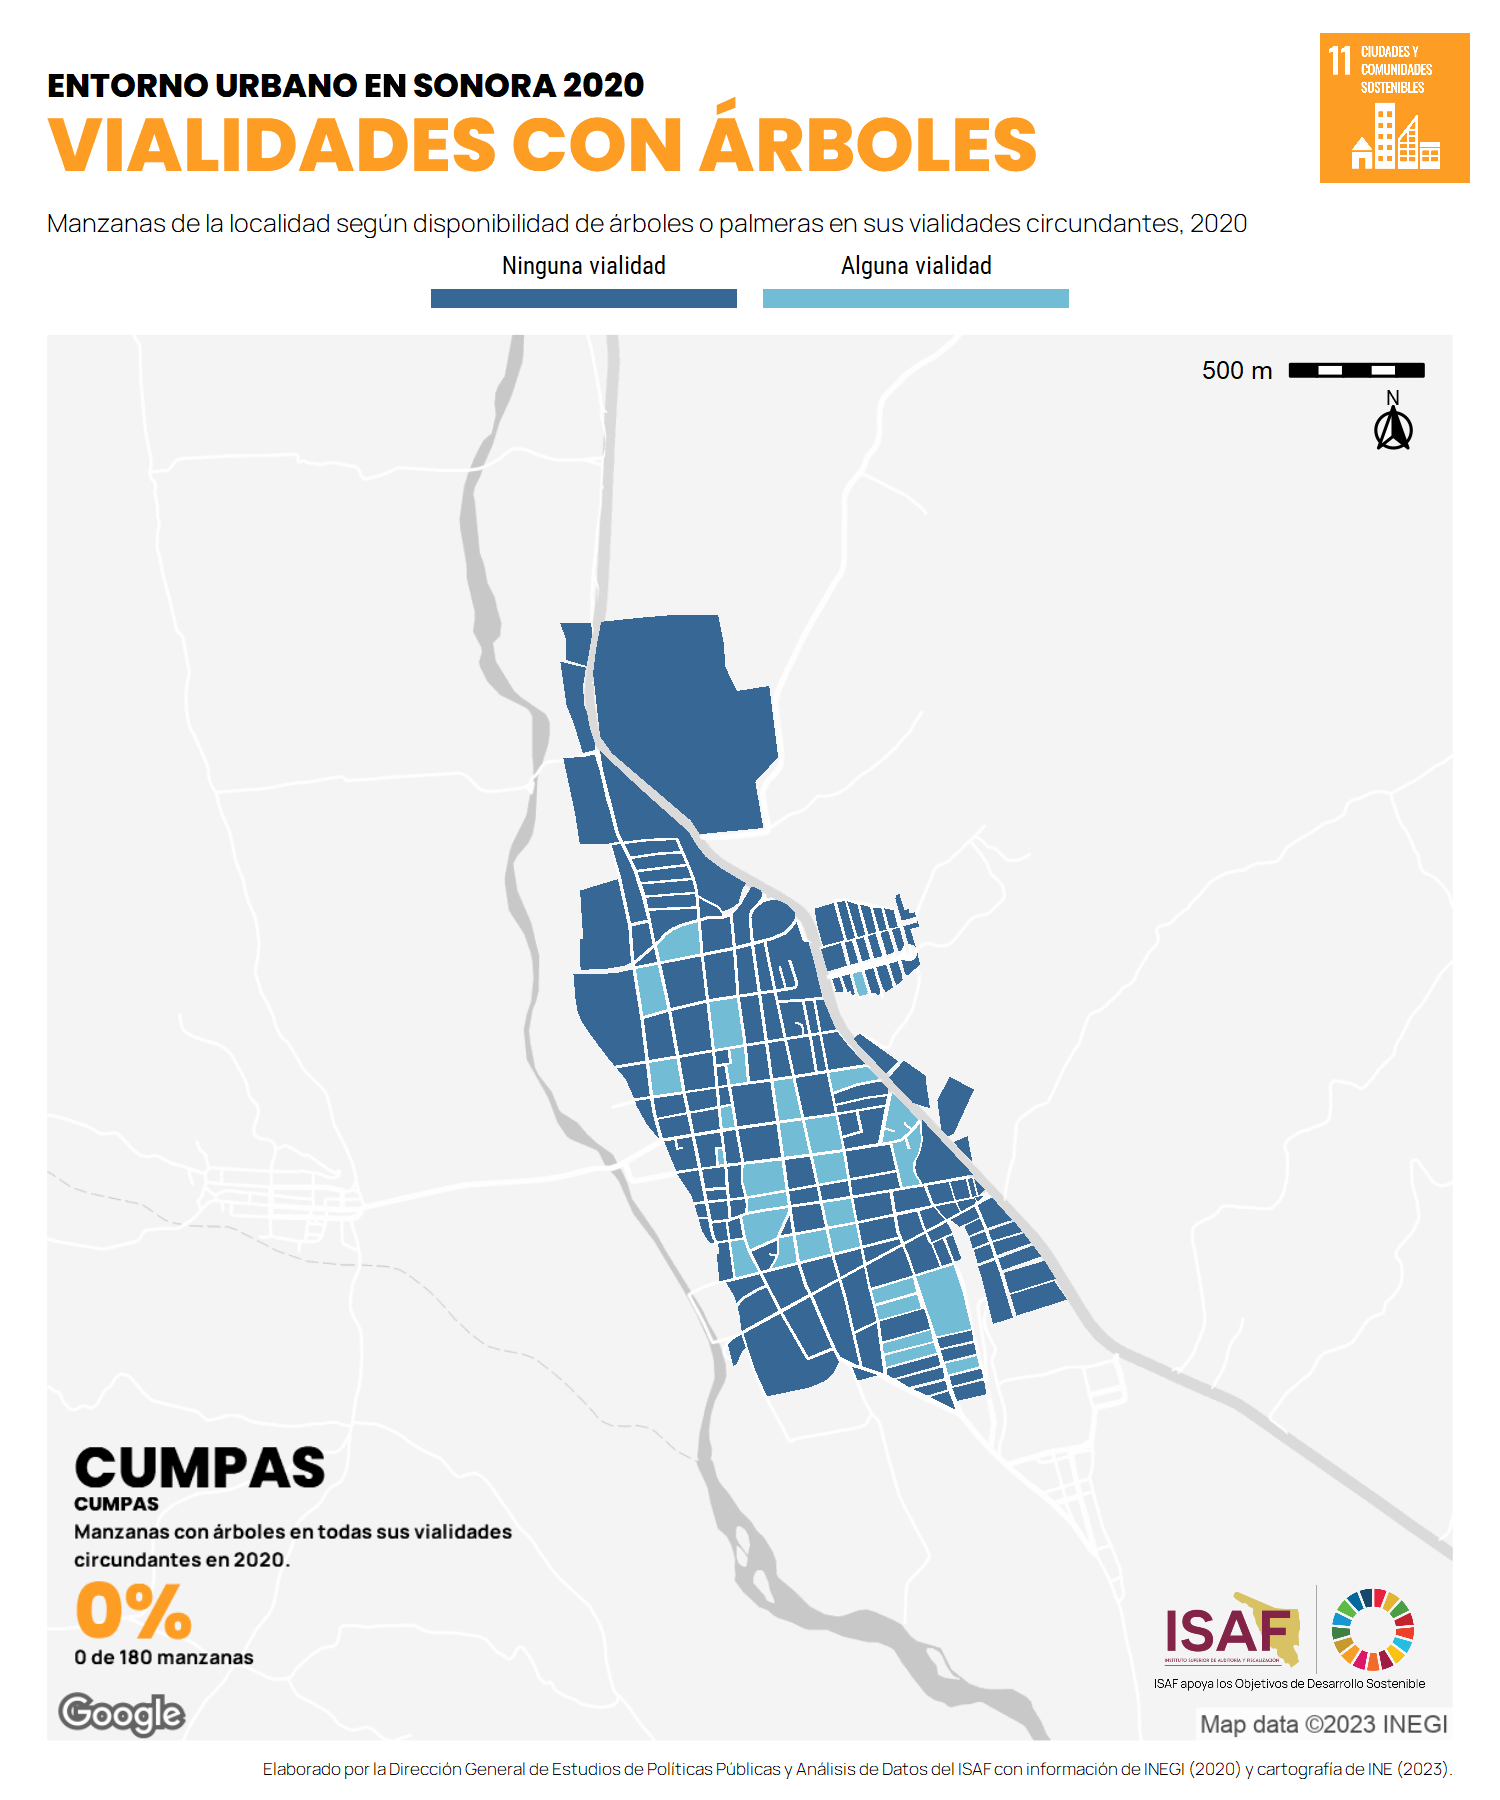 ENTORNO URBANO EN SONORA 2020
VIALIDADES CON ÁRBOLES
11 CIUDADES Y
COMUNIDADES
SOSTENIBLES
Manzanas de la localidad según disponibilidad de árboles o palmeras en sus vialidades circundantes, 2020
Ninguna vialidad
Alguna vialidad
500 m
N
CUMPAS
CUMPAS
Manzanas con árboles en todas sus vialidades
circundantes en 2020.
0%
0 de 180 manzanas
Google
ISAF
INSTITUTO SUPERIOR DE AUDITORÍA Y FISCALIZACIÓN
ISAF apoya los Objetivos de Desarrollo Sostenible
Map data ©2023 INEGI
Elaborado por la Dirección General de Estudios de Políticas Públicas y Análisis de Datos del ISAF con información de INEGI (2020) y cartografía de INE (2023).